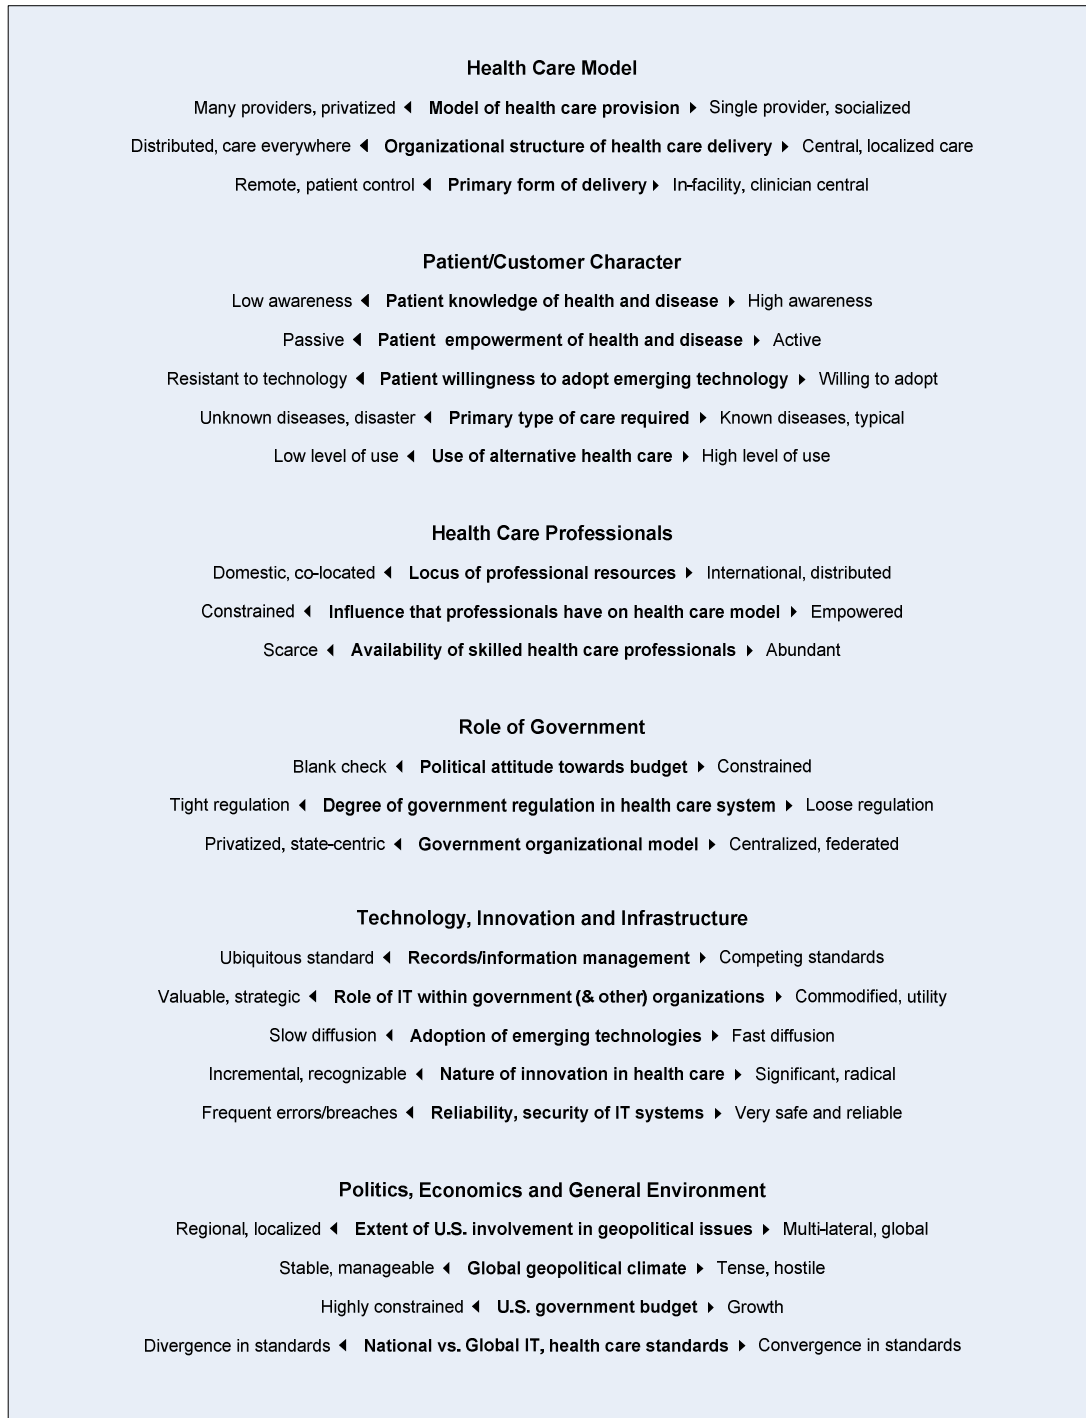 Health Care Model
Many providers, privatized ◄ Model of health care provision ► Single provider, socialized
Distributed, care everywhere ◄ Organizational structure of health care delivery ► Central, localized care
Remote, patient control ◄ Primary form of delivery ► In-facility, clinician central
Patient/Customer Character
Low awareness ◄ Patient knowledge of health and disease ► High awareness
Passive ◄ Patient empowerment of health and disease ► Active
Resistant to technology ◄ Patient willingness to adopt emerging technology ► Willing to adopt
Unknown diseases, disaster ◄ Primary type of care required ► Known diseases, typical
Low level of use ◄ Use of alternative health care ► High level of use
Health Care Professionals
Domestic, co-located ◄ Locus of professional resources ► International, distributed
Constrained ◄ Influence that professionals have on health care model ► Empowered
Scarce ◄ Availability of skilled health care professionals ► Abundant
Role of Government
Blank check ◄ Political attitude towards budget ► Constrained
Tight regulation ◄ Degree of government regulation in health care system ► Loose regulation
Privatized, state-centric ◄ Government organizational model ► Centralized, federated
Technology, Innovation and Infrastructure
Ubiquitous standard ◄ Records/information management ► Competing standards
Valuable, strategic ◄ Role of IT within government (& other) organizations ► Commodified, utility
Slow diffusion ◄ Adoption of emerging technologies ► Fast diffusion
Incremental, recognizable ◄ Nature of innovation in health care ► Significant, radical
Frequent errors/breaches ◄ Reliability, security of IT systems ► Very safe and reliable
Politics, Economics and General Environment
Regional, localized ◄ Extent of U.S. involvement in geopolitical issues ► Multi-lateral, global
Stable, manageable ◄ Global geopolitical climate ► Tense, hostile
Highly constrained ◄ U.S. government budget ► Growth
Divergence in standards ◄ National vs. Global IT, health care standards ► Convergence in standards